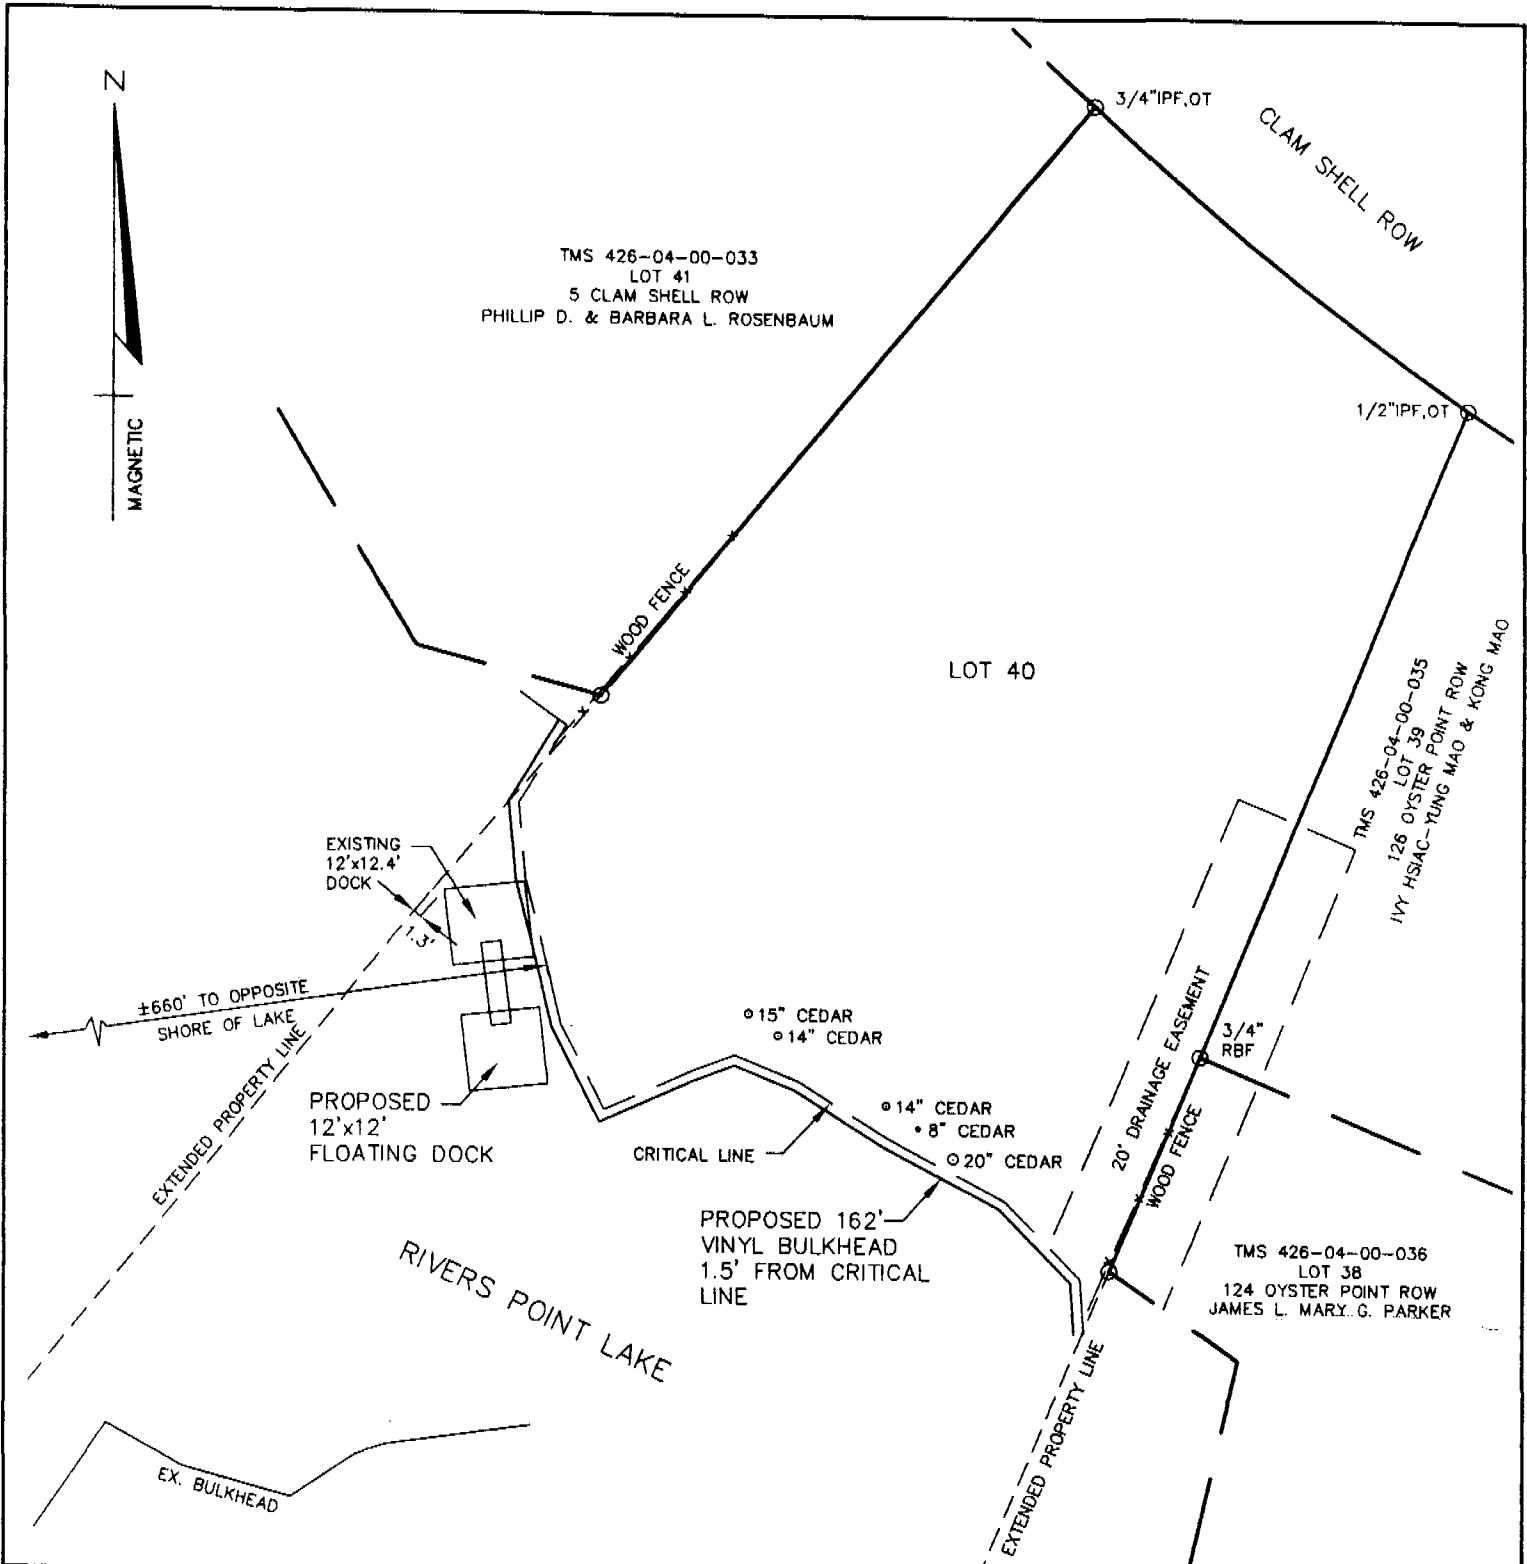 N
MAGNETIC
3/4"IPF,OT
CLAM SHELL ROW
TMS 426-04-00-033
LOT 41
5 CLAM SHELL ROW
PHILLIP D. & BARBARA L. ROSENBAUM
1/2"IPF,OT
WOOD FENCE
LOT 40
TMS 426-04-00-035
LOT 39
126 OYSTER POINT ROW
IVY HSIAC-YUNG MAO & KONG MAO
EXISTING
12'x12.4'
DOCK
1.3'
±660' TO OPPOSITE
SHORE OF LAKE
EXTENDED PROPERTY LINE
PROPOSED
12'x12'
FLOATING DOCK
15" CEDAR
14" CEDAR
14" CEDAR
8" CEDAR
20" CEDAR
CRITICAL LINE
20' DRAINAGE EASEMENT
3/4"
RBF
WOOD FENCE
PROPOSED 162'
VINYL BULKHEAD
1.5' FROM CRITICAL
LINE
TMS 426-04-00-036
LOT 38
124 OYSTER POINT ROW
JAMES L. MARY G. PARKER
RIVERS POINT LAKE
EXTENDED PROPERTY LINE
EX. BULKHEAD